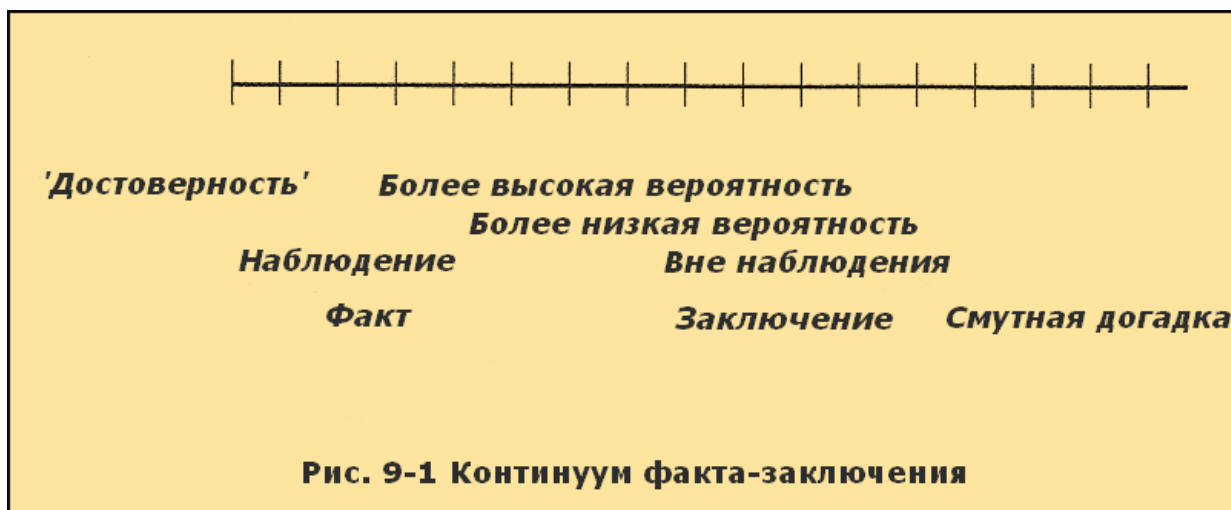 'Достоверность' Более высокая вероятность
Более низкая вероятность
Наблюдение Вне наблюдения
Факт Заключение Смутная догадка
Рис. 9-1 Континуум факта-заключения